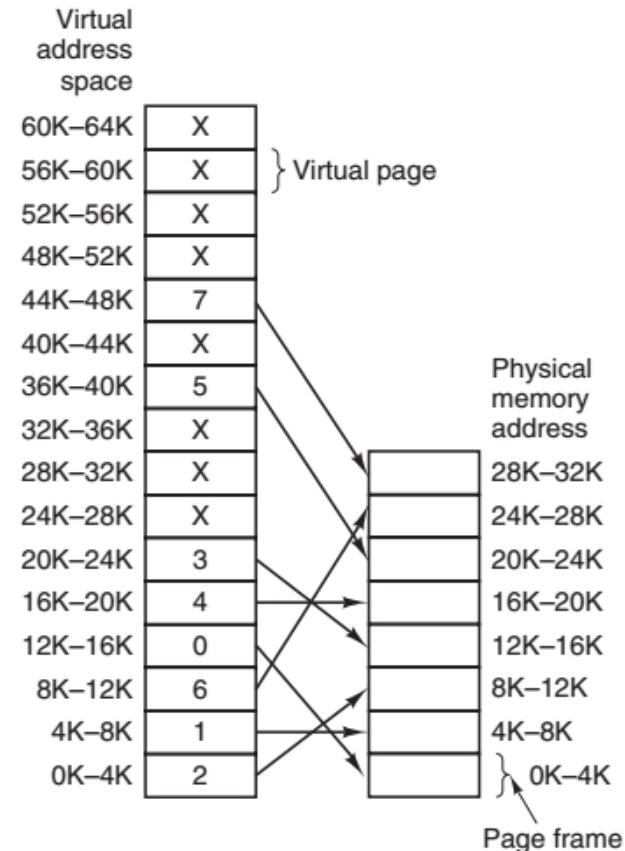 Virtual
address
space
60K–64K X
56K–60K X Virtual page
52K–56K X
48K–52K X
44K–48K 7
40K–44K X
36K–40K 5
Physical
memory
address
32K–36K X
28K–32K X 28K–32K
24K–28K X 24K–28K
20K–24K 3 20K–24K
16K–20K 4 16K–20K
12K–16K 0 12K–16K
8K–12K 6 8K–12K
4K–8K 1 4K–8K
0K–4K 2 0K–4K
Page frame